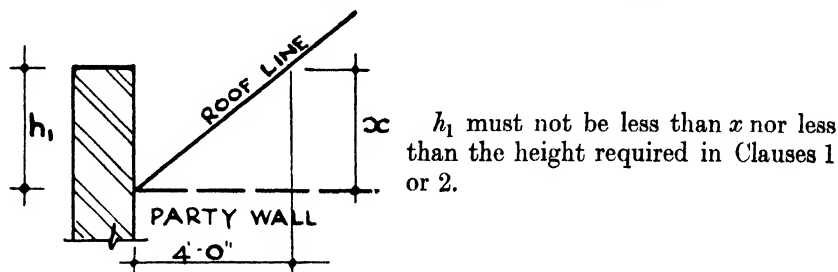 h₁
ROOF LINE
x
PARTY WALL
4'-0"
h₁ must not be less than x nor less
than the height required in Clauses 1
or 2.